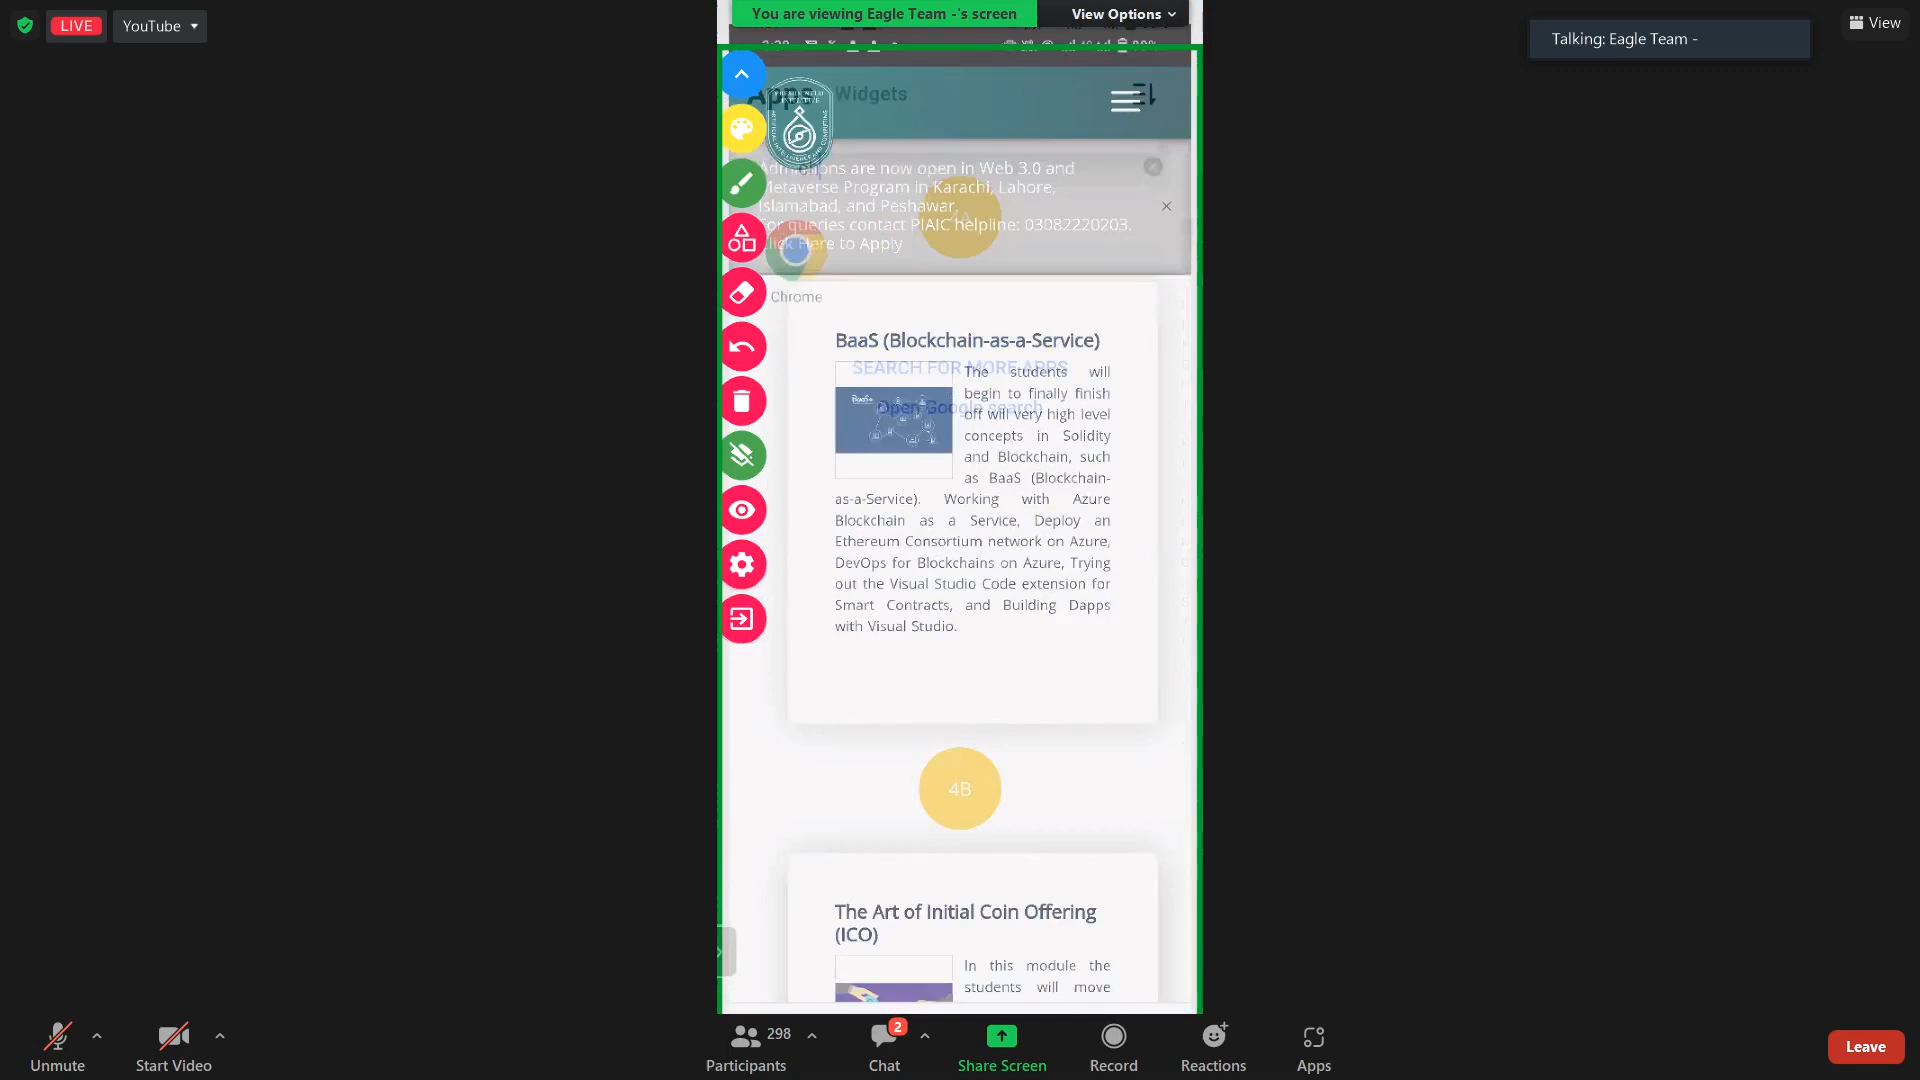 LIVE
YouTube
You are viewing Eagle Team -'s screen
View Options
Talking: Eagle Team -
View
Apps
Widgets
Admissions are now open in Web 3.0 and
Metaverse Program in Karachi, Lahore,
Islamabad, and Peshawar.
For queries contact PIAIC helpline: 03082220203.
Click Here to Apply
4A
Chrome
BaaS (Blockchain-as-a-Service)
SEARCH FOR MORE APPS
Open Google search
The students will
begin to finally finish
off will very high level
concepts in Solidity
and Blockchain, such
as BaaS (Blockchain-
as-a-Service). Working with Azure
Blockchain as a Service, Deploy an
Ethereum Consortium network on Azure,
DevOps for Blockchains on Azure, Trying
out the Visual Studio Code extension for
Smart Contracts, and Building Dapps
with Visual Studio.
4B
The Art of Initial Coin Offering
(ICO)
In this module the
students will move
Unmute
Start Video
298
Participants
2
Chat
Share Screen
Record
Reactions
Apps
Leave